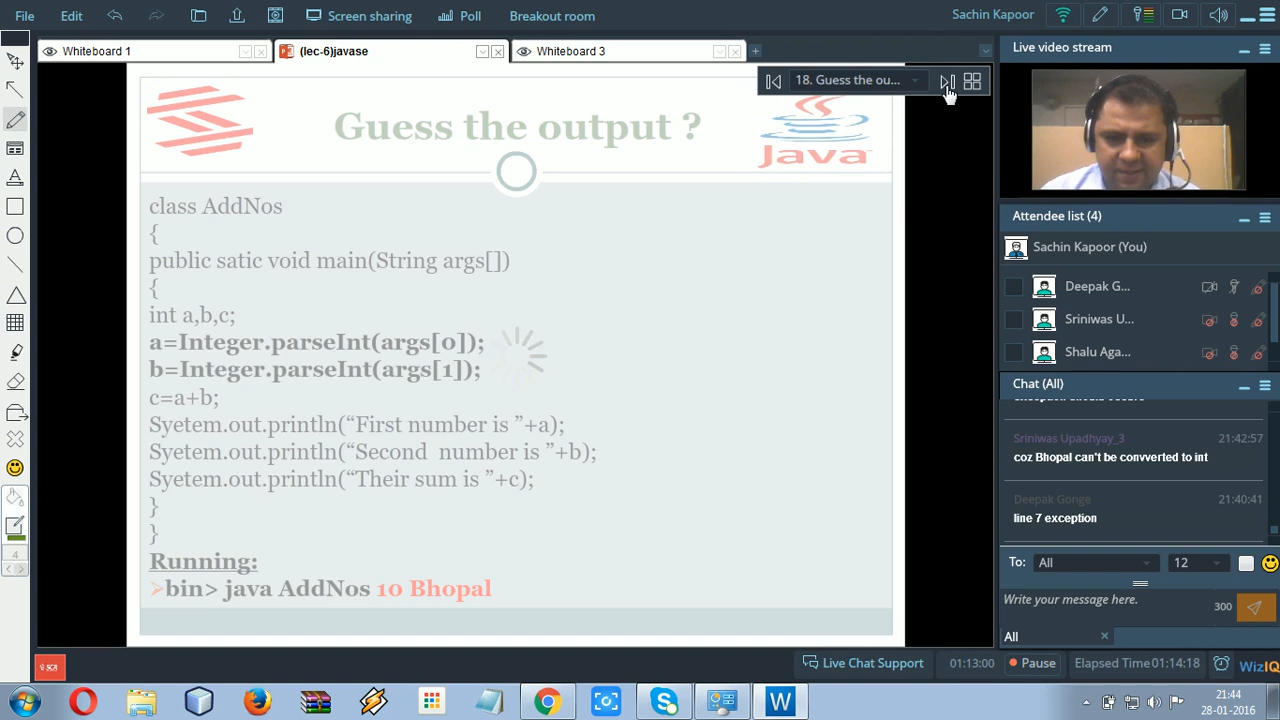 File Edit Screen sharing Poll Breakout room Sachin Kapoor
Whiteboard 1 (lec-6)javase Whiteboard 3
18. Guess the ou...
Guess the output ?
Java
class AddNos
{
public satic void main(String args[])
{
int a,b,c;
a=Integer.parseInt(args[0]);
b=Integer.parseInt(args[1]);
c=a+b;
Syetem.out.println(“First number is ”+a);
Syetem.out.println(“Second number is ”+b);
Syetem.out.println(“Their sum is ”+c);
}
}
Running:
bin> java AddNos 10 Bhopal
Live video stream
Attendee list (4)
Sachin Kapoor (You)
Deepak G...
Sriniwas U...
Shalu Aga...
Chat (All)
Sriniwas Upadhyay_3 21:42:57
coz Bhopal can't be convverted to int
Deepak Gonge 21:40:41
line 7 exception
To: All 12
Write your message here. 300
All
4
SCA
Live Chat Support 01:13:00 Pause Elapsed Time 01:14:18 WizIQ
W
21:44
28-01-2016